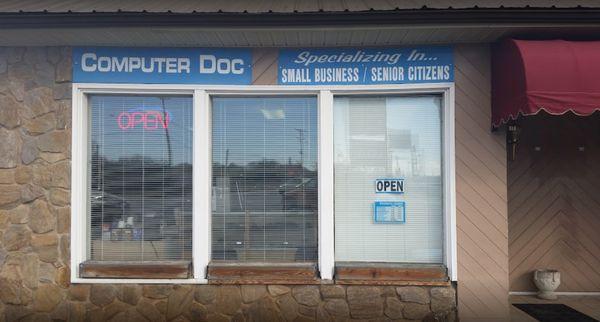 COMPUTER DOC
Specializing In...
SMALL BUSINESS / SENIOR CITIZENS
OPEN
OPEN